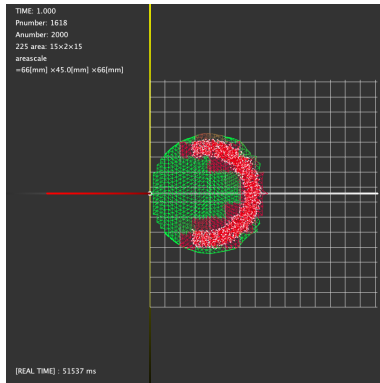 TIME: 1.000
Pnumber: 1618
Anumber: 2000
225 area: 15×2×15
areascale
=66[mm] ×45.0[mm] ×66[mm]
[REAL TIME] : 51537 ms